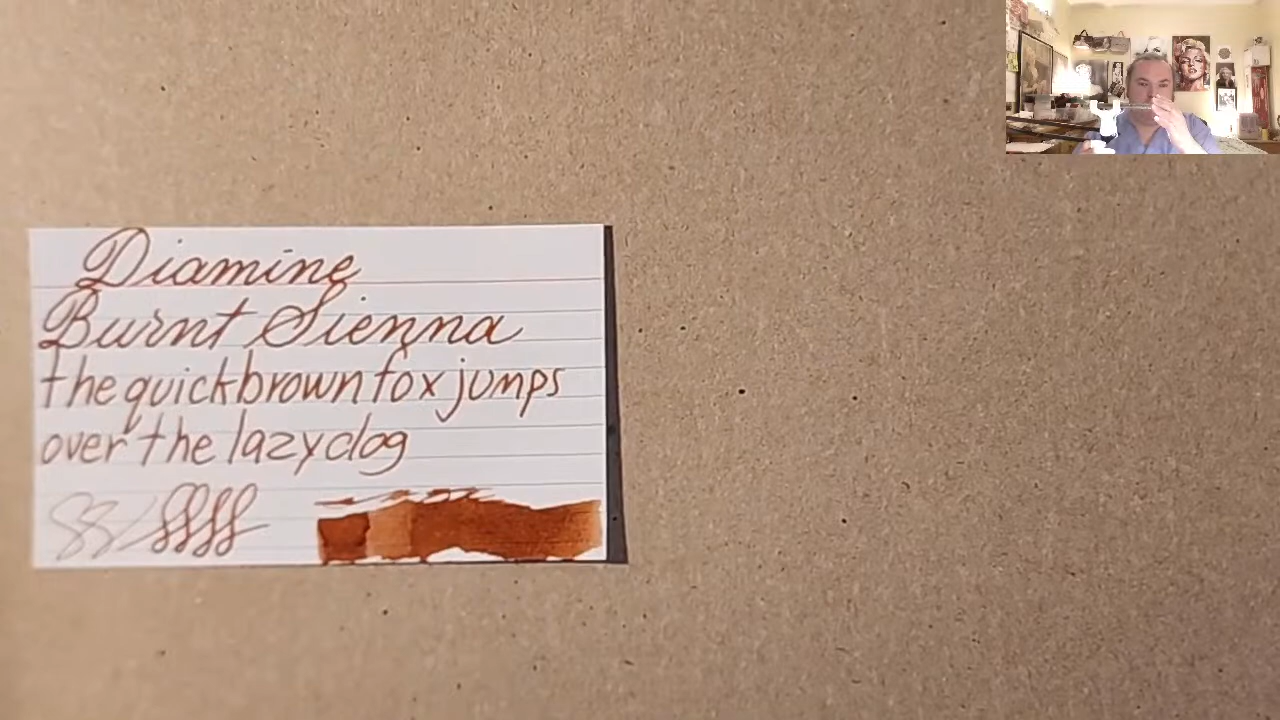 Diamine
Burnt Sienna
the quick brown fox jumps
over the lazy dog